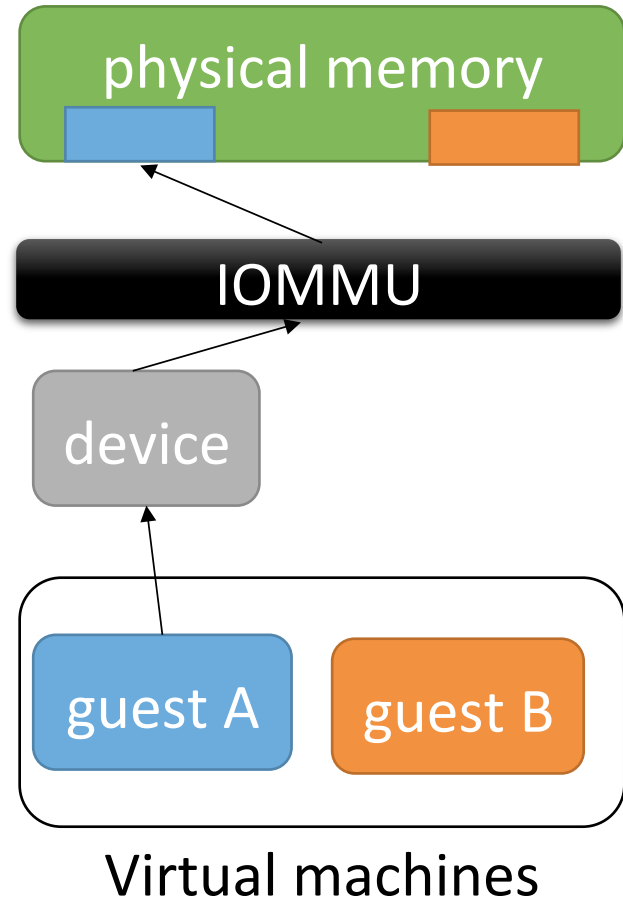 physical memory
IOMMU
device
guest A
guest B
Virtual machines